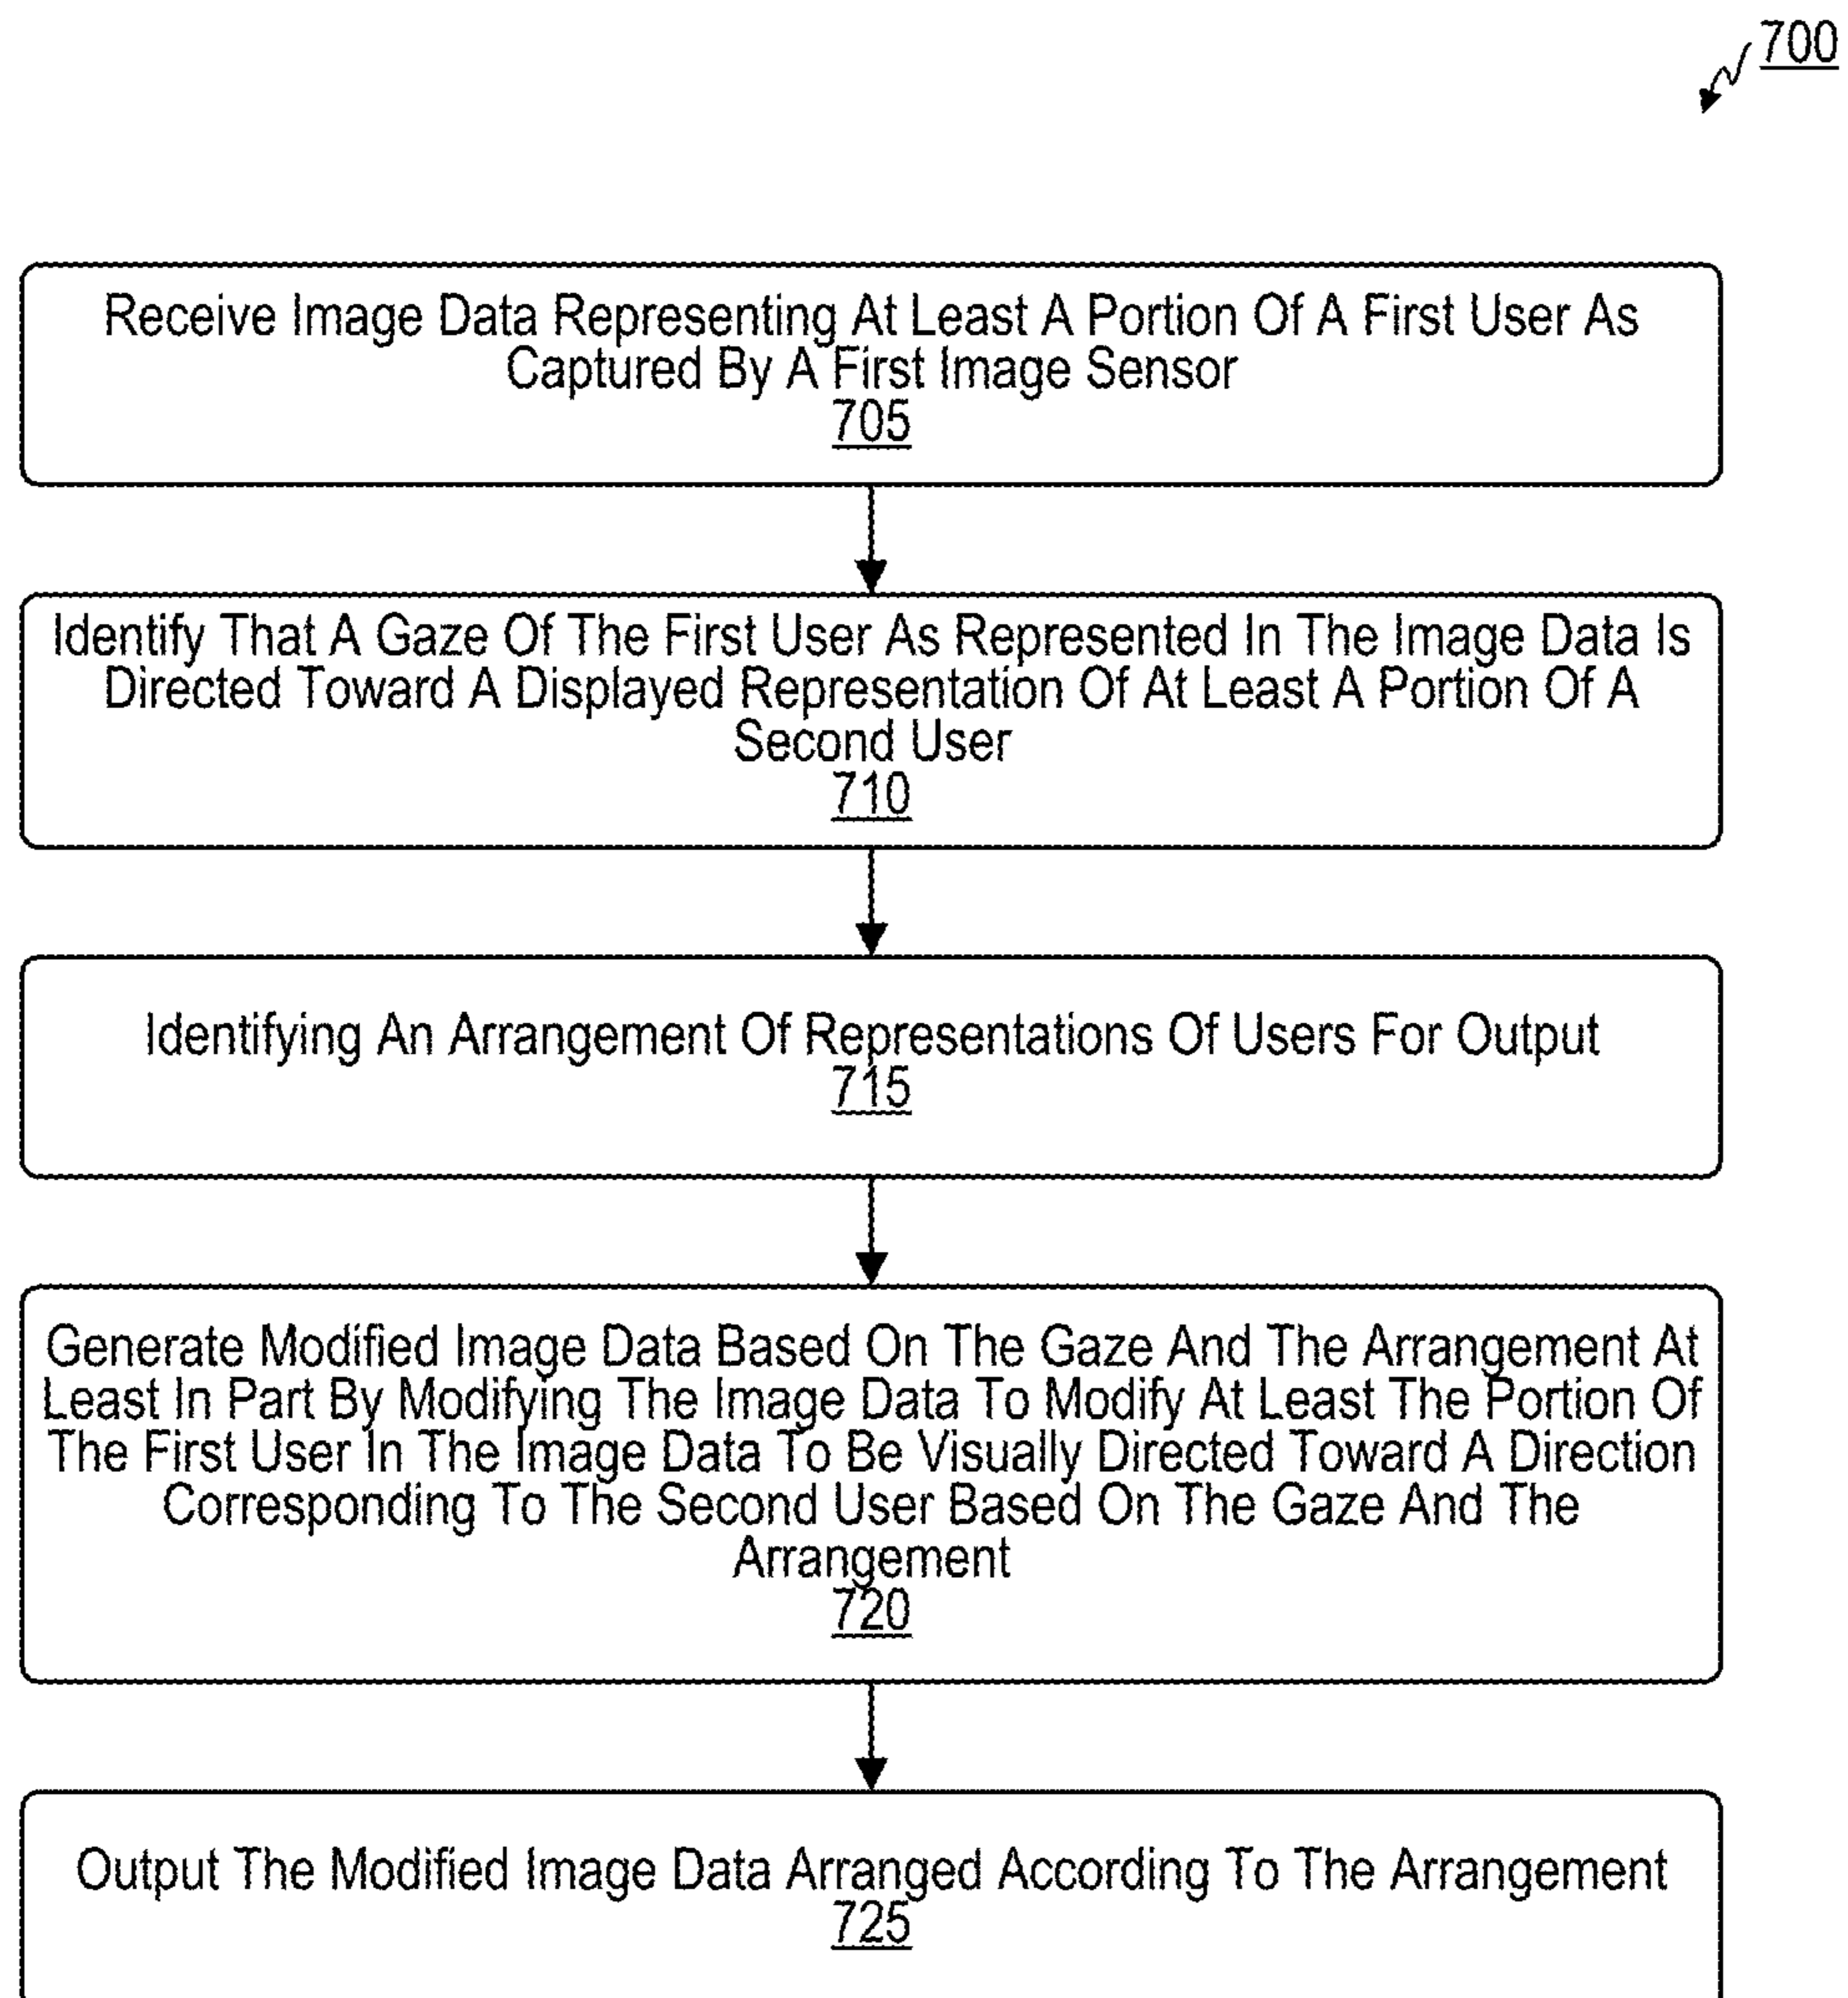 700
Receive Image Data Representing At Least A Portion Of A First User As
Captured By A First Image Sensor
705
Identify That A Gaze Of The First User As Represented In The Image Data Is
Directed Toward A Displayed Representation Of At Least A Portion Of A
Second User
710
Identifying An Arrangement Of Representations Of Users For Output
715
Generate Modified Image Data Based On The Gaze And The Arrangement At
Least In Part By Modifying The Image Data To Modify At Least The Portion Of
The First User In The Image Data To Be Visually Directed Toward A Direction
Corresponding To The Second User Based On The Gaze And The
Arrangement
720
Output The Modified Image Data Arranged According To The Arrangement
725